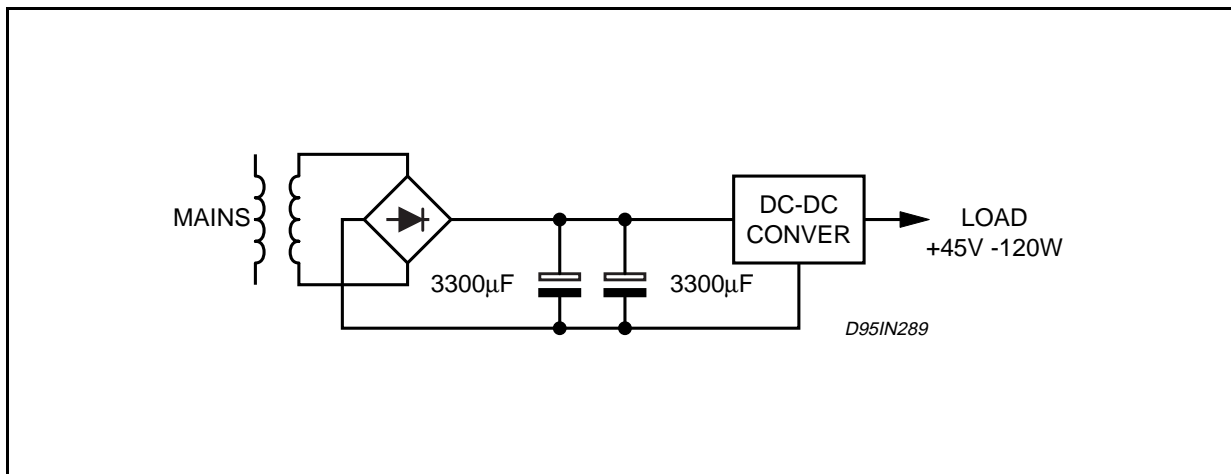 MAINS
3300µF
3300µF
DC-DC
CONVER
LOAD
+45V -120W
D95IN289